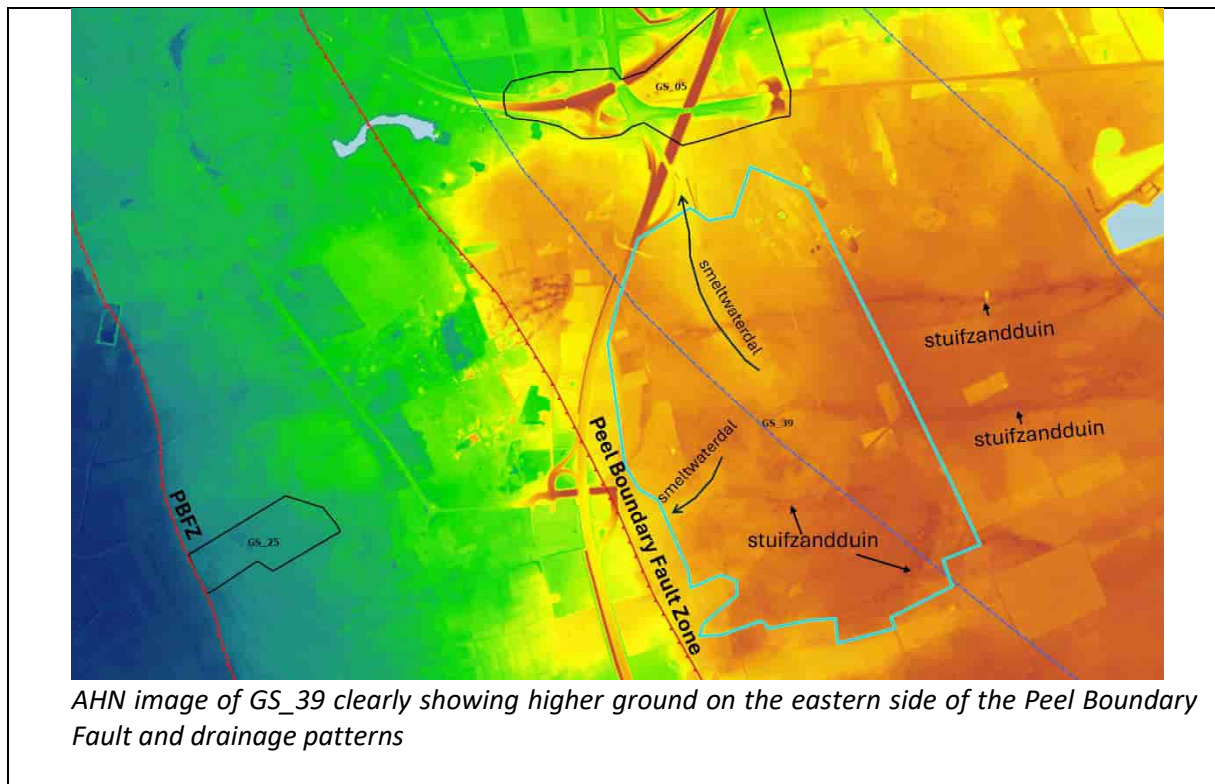 GS_05
smeltwaterdal
stuifzandduin
stuifzandduin
GS_39
smeltwaterdal
Peel Boundary Fault Zone
PBFZ
GS_25
stuifzandduin
AHN image of GS_39 clearly showing higher ground on the eastern side of the Peel Boundary
Fault and drainage patterns